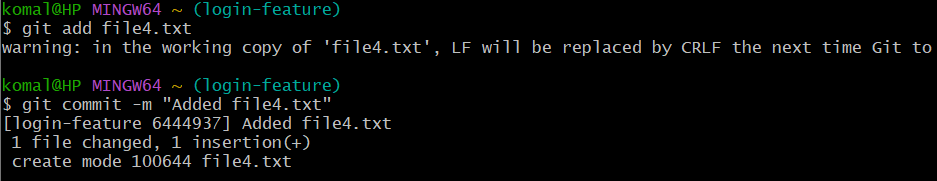 komal@HP MINGW64 ~ (login-feature)
$ git add file4.txt
warning: in the working copy of 'file4.txt', LF will be replaced by CRLF the next time Git to

komal@HP MINGW64 ~ (login-feature)
$ git commit -m "Added file4.txt"
[login-feature 6444937] Added file4.txt
 1 file changed, 1 insertion(+)
 create mode 100644 file4.txt